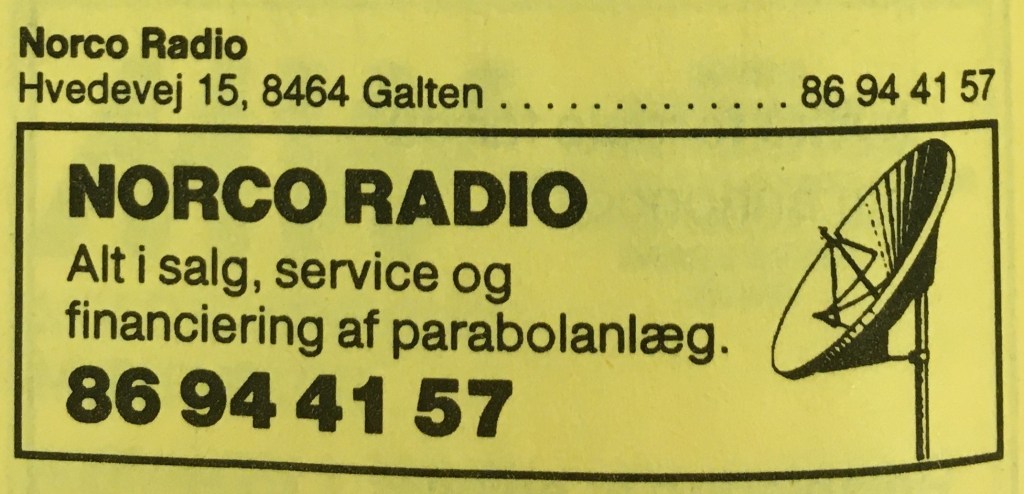 Norco Radio
Hvedevej 15, 8464 Galten ............. 86 94 41 57
NORCO RADIO
Alt i salg, service og
financiering af parabolanlæg.
86 94 41 57